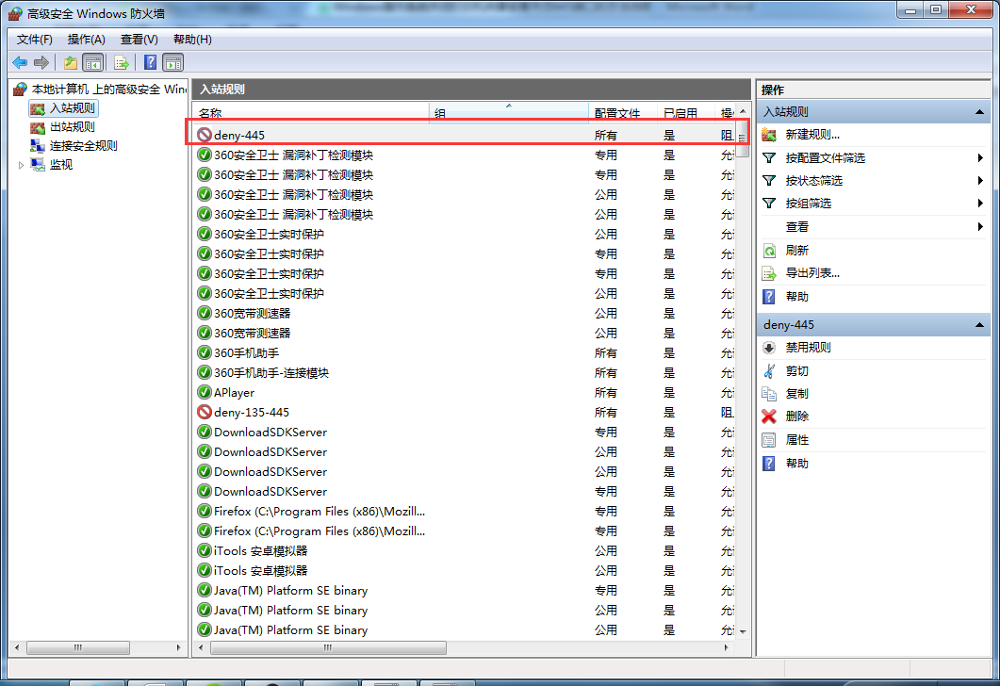 高级安全 Windows 防火墙
文件(F) 操作(A) 查看(V) 帮助(H)
本地计算机 上的高级安全 Win
入站规则
出站规则
连接安全规则
监视
入站规则
名称 组 配置文件 已启用 操
deny-445 所有 是 阻
360安全卫士 漏洞补丁检测模块 专用 是 允
360安全卫士 漏洞补丁检测模块 专用 是 允
360安全卫士 漏洞补丁检测模块 公用 是 允
360安全卫士 漏洞补丁检测模块 公用 是 允
360安全卫士实时保护 公用 是 允
360安全卫士实时保护 专用 是 允
360安全卫士实时保护 专用 是 允
360安全卫士实时保护 公用 是 允
360宽带测速器 公用 是 允
360宽带测速器 公用 是 允
360手机助手 所有 是 允
360手机助手-连接模块 所有 是 允
APlayer 所有 是 允
deny-135-445 所有 是 阻
DownloadSDKServer 专用 是 允
DownloadSDKServer 公用 是 允
DownloadSDKServer 公用 是 允
DownloadSDKServer 专用 是 允
Firefox (C:\Program Files (x86)\Mozill... 专用 是 允
Firefox (C:\Program Files (x86)\Mozill... 专用 是 允
iTools 安卓模拟器 公用 是 允
iTools 安卓模拟器 公用 是 允
Java(TM) Platform SE binary 专用 是 允
Java(TM) Platform SE binary 公用 是 允
Java(TM) Platform SE binary 公用 是 允
操作
入站规则
新建规则...
按配置文件筛选
按状态筛选
按组筛选
查看
刷新
导出列表...
帮助
deny-445
禁用规则
剪切
复制
删除
属性
帮助